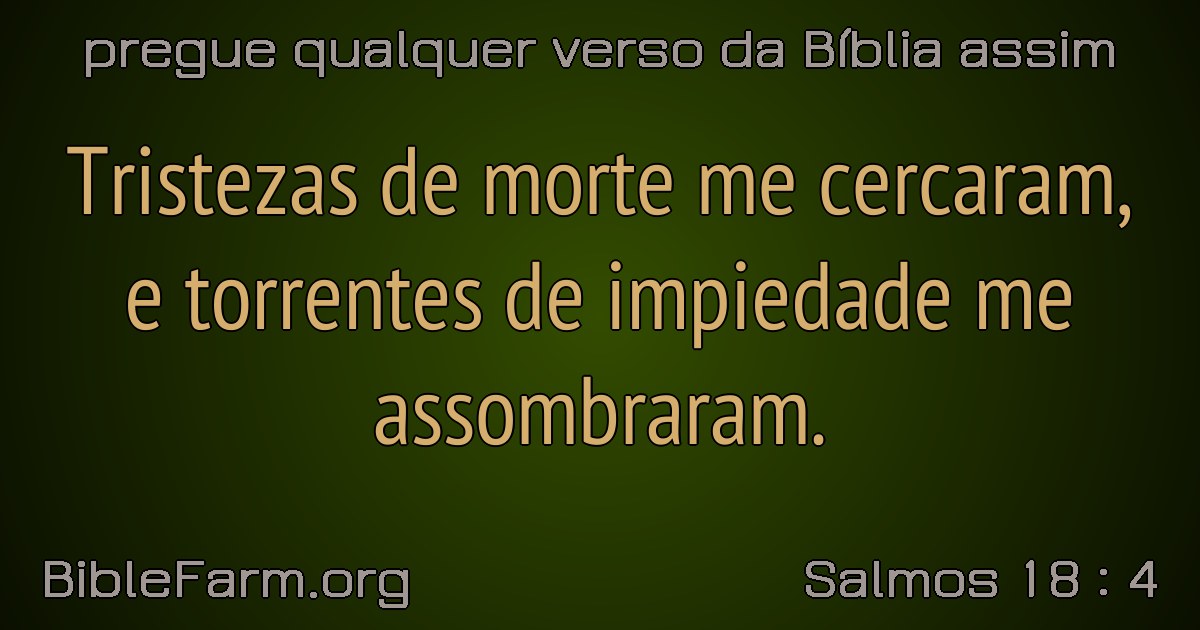 pregue qualquer verso da Bíblia assim
Tristezas de morte me cercaram,
e torrentes de impiedade me
assombraram.
BibleFarm.org
Salmos 18 : 4